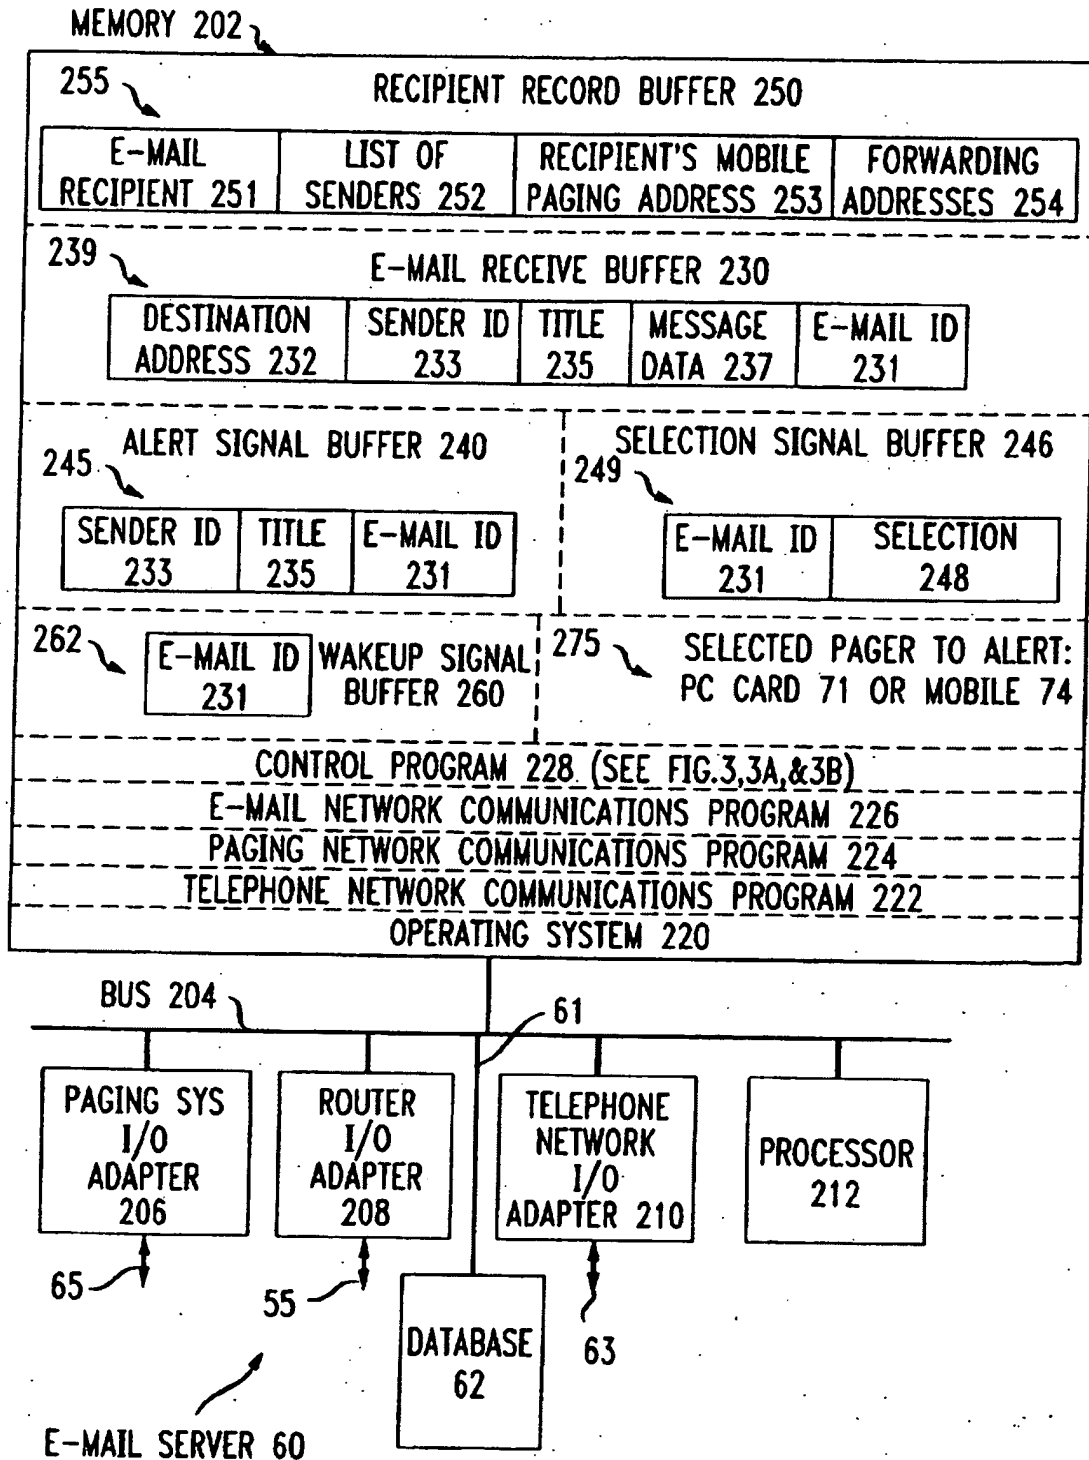 MEMORY 202
255
RECIPIENT RECORD BUFFER 250
E-MAIL
RECIPIENT 251
LIST OF
SENDERS 252
RECIPIENT'S MOBILE
PAGING ADDRESS 253
FORWARDING
ADDRESSES 254
239
E-MAIL RECEIVE BUFFER 230
DESTINATION
ADDRESS 232
SENDER ID
233
TITLE
235
MESSAGE
DATA 237
E-MAIL ID
231
ALERT SIGNAL BUFFER 240
245
SENDER ID
233
TITLE
235
E-MAIL ID
231
SELECTION SIGNAL BUFFER 246
249
E-MAIL ID
231
SELECTION
248
262
E-MAIL ID
231
WAKEUP SIGNAL
BUFFER 260
275
SELECTED PAGER TO ALERT:
PC CARD 71 OR MOBILE 74
CONTROL PROGRAM 228 (SEE FIG.3,3A,&3B)
E-MAIL NETWORK COMMUNICATIONS PROGRAM 226
PAGING NETWORK COMMUNICATIONS PROGRAM 224
TELEPHONE NETWORK COMMUNICATIONS PROGRAM 222
OPERATING SYSTEM 220
BUS 204
61
PAGING SYS
I/O
ADAPTER
206
ROUTER
I/O
ADAPTER
208
TELEPHONE
NETWORK
I/O
ADAPTER 210
PROCESSOR
212
65
55
63
DATABASE
62
E-MAIL SERVER 60